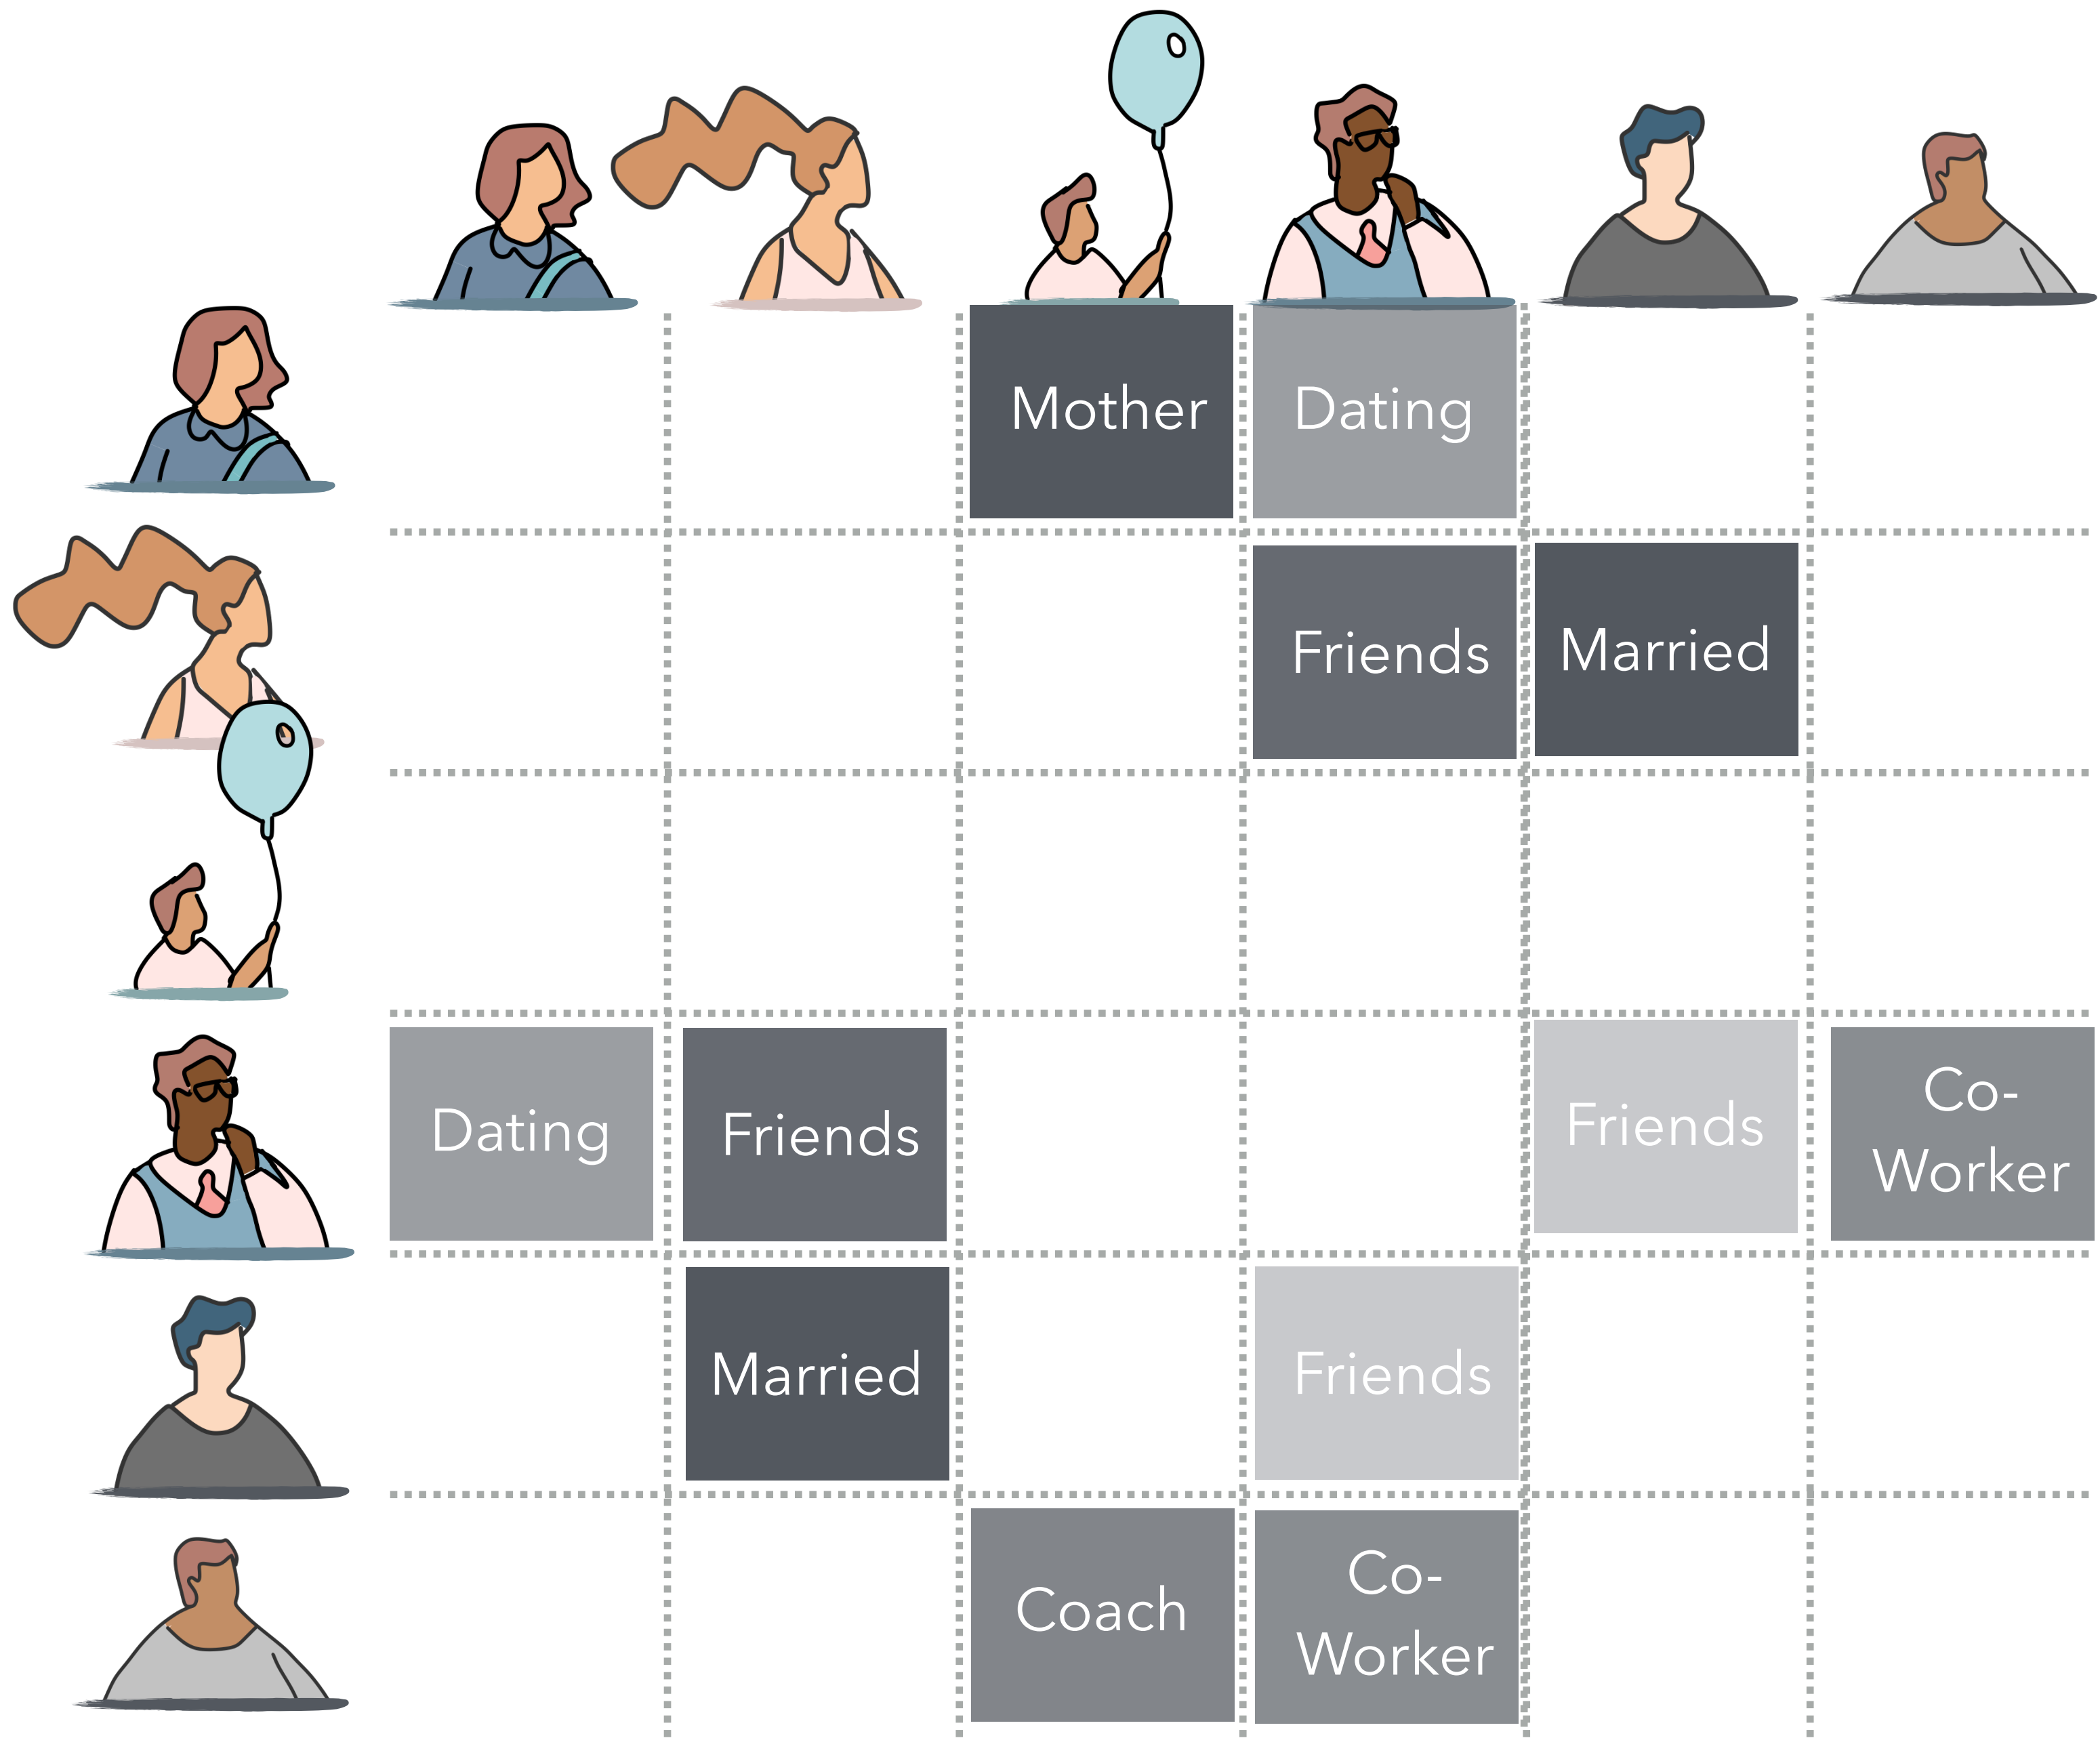 Mother
Dating
Friends
Married
Dating
Friends
Friends
Co-
Worker
Married
Friends
Coach
Co-
Worker